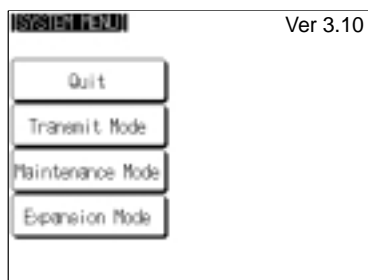 [SYSTEM MENU]
Ver 3.10
Quit
Transmit Mode
Maintenance Mode
Expansion Mode